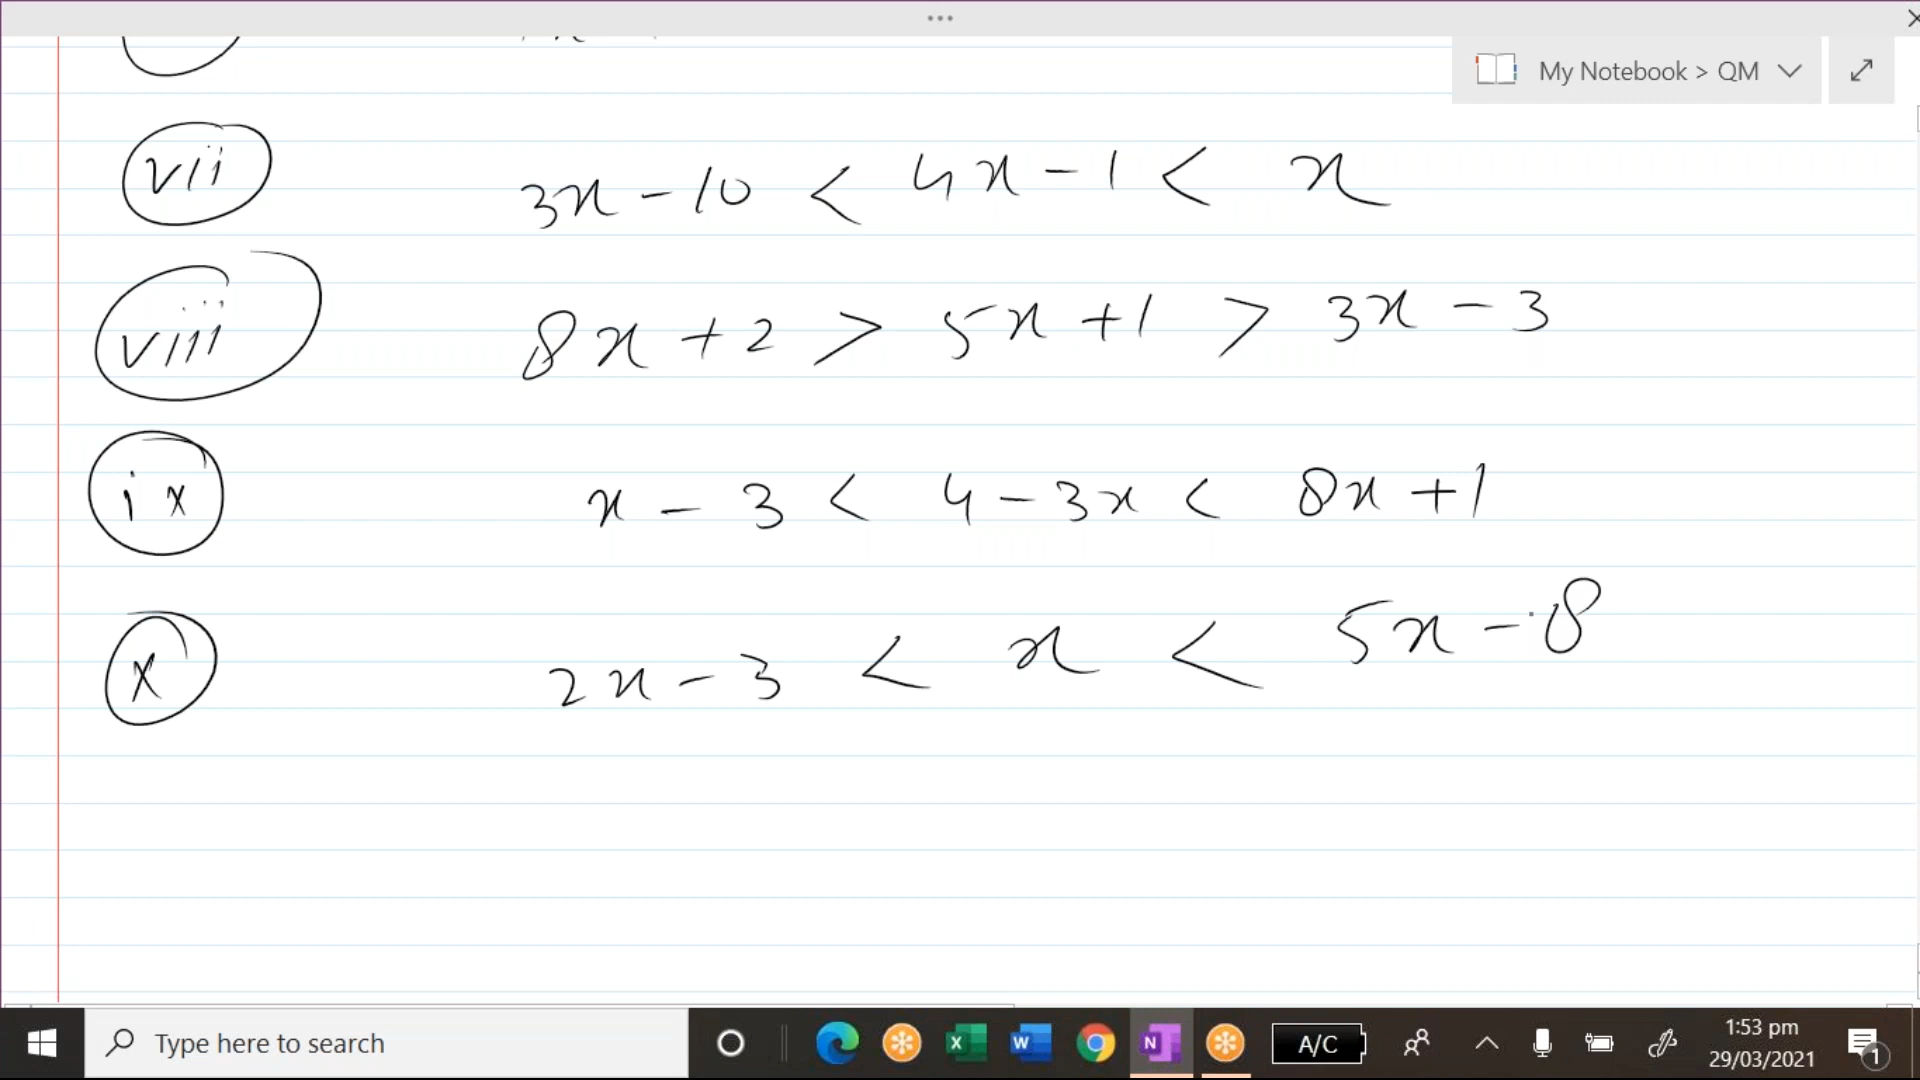 My Notebook > QM
vii 3x - 10 < 4x - 1 < x
viii 8x + 2 > 5x + 1 > 3x - 3
ix x - 3 < 4 - 3x < 8x + 1
x 2x - 3 < x < 5x - 8
Type here to search
A/C
1:53 pm
29/03/2021
1